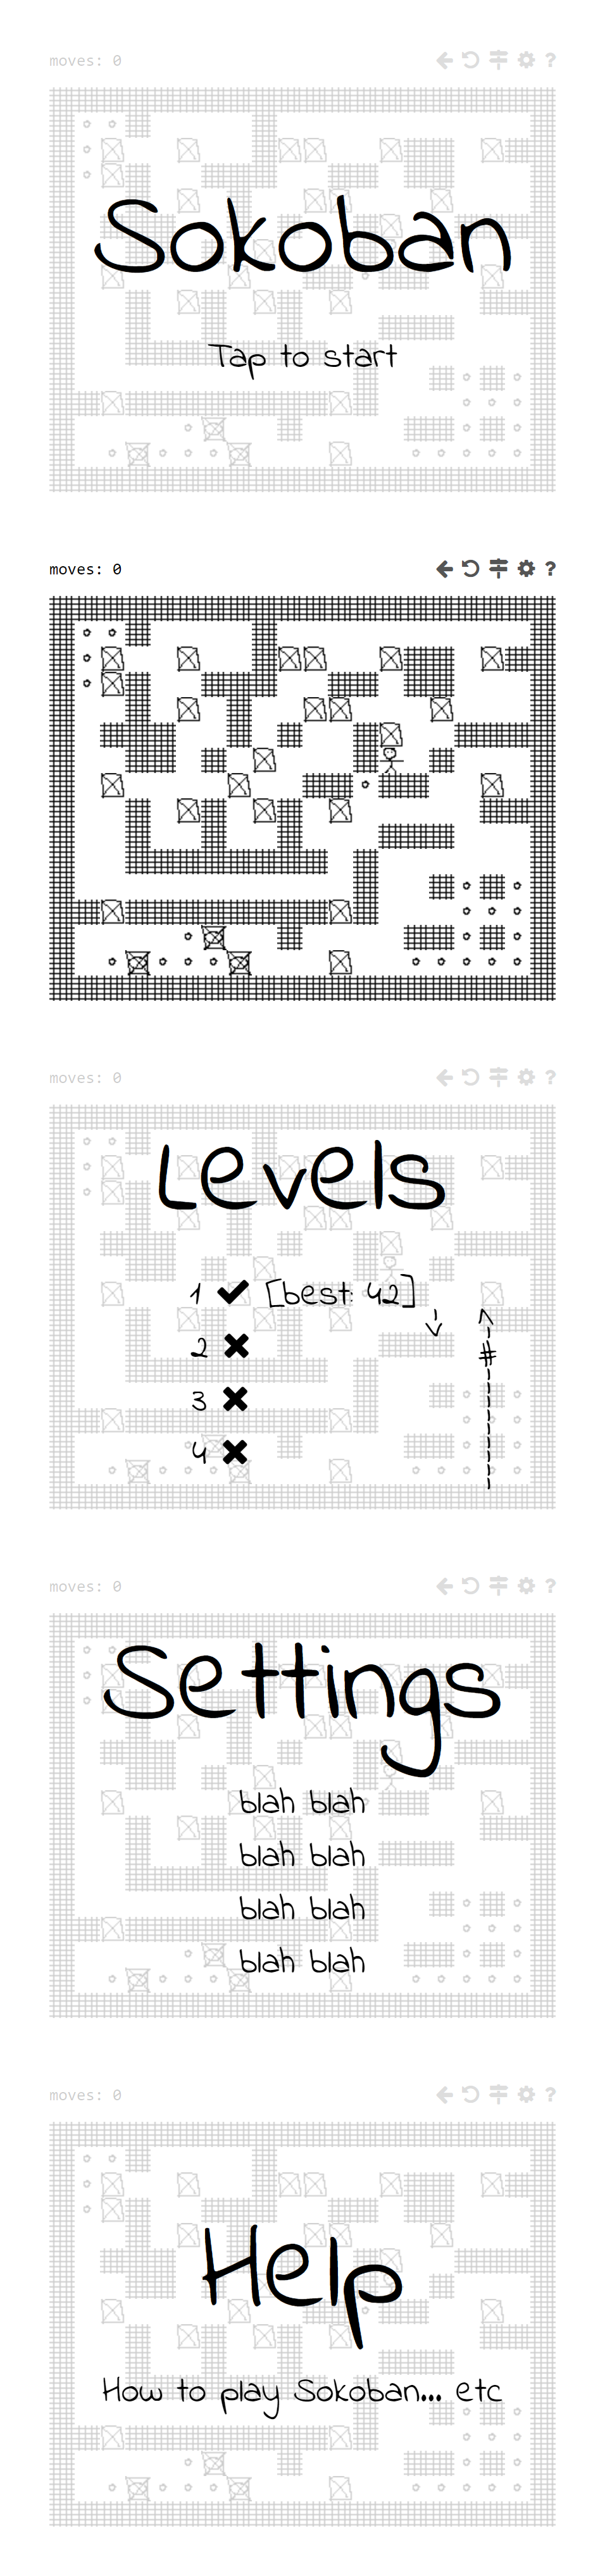 moves: 0 ?
Sokoban
Tap to start
moves: 0 ?
moves: 0 ?
Levels
1 [best: 42]
2
3
4
#
moves: 0 ?
Settings
blah blah
blah blah
blah blah
blah blah
moves: 0 ?
Help
How to play Sokoban... etc